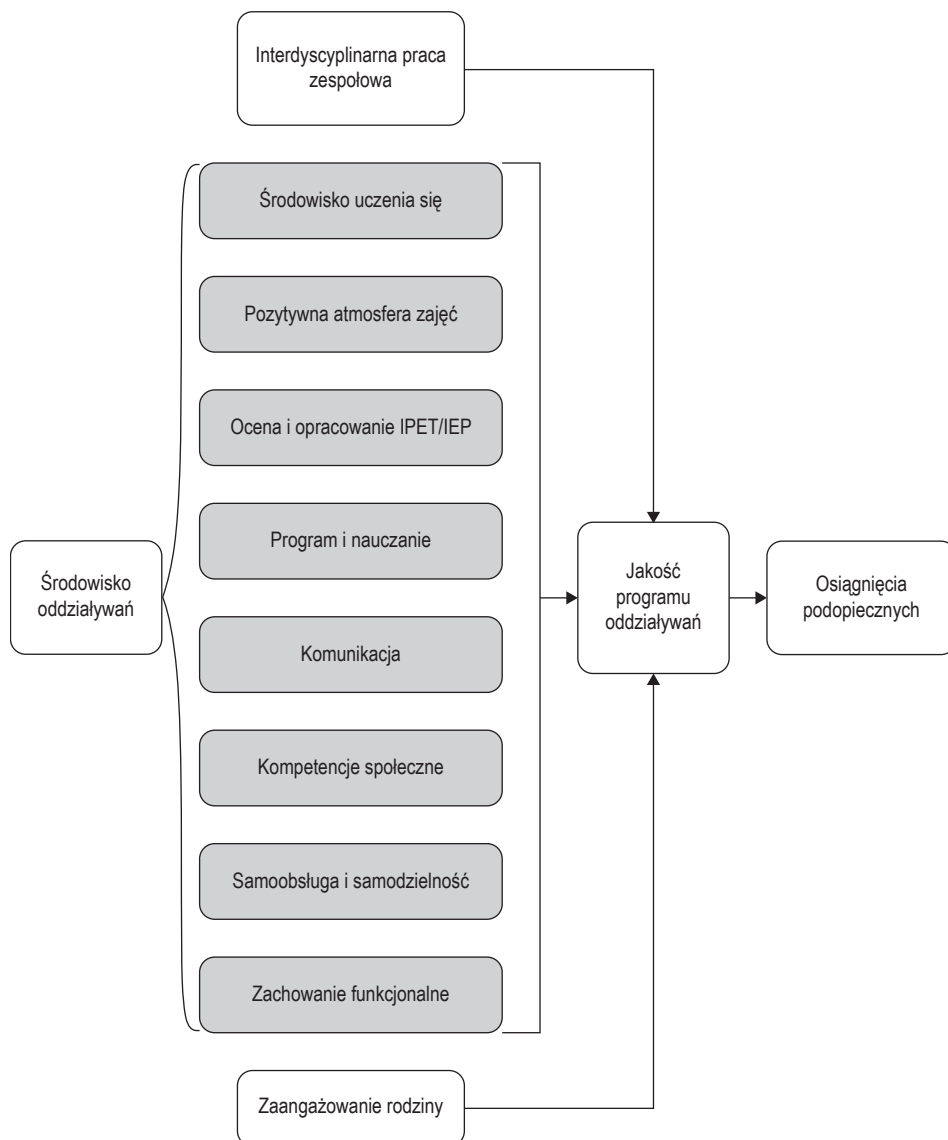 Interdyscyplinarna praca
zespołowa
Środowisko uczenia się
Pozytywna atmosfera zajęć
Ocena i opracowanie IPET/IEP
Program i nauczanie
Środowisko
oddziaływań
Komunikacja
Kompetencje społeczne
Samoobsługa i samodzielność
Zachowanie funkcjonalne
Zaangażowanie rodziny
Jakość
programu
oddziaływań
Osiągnięcia
podopiecznych